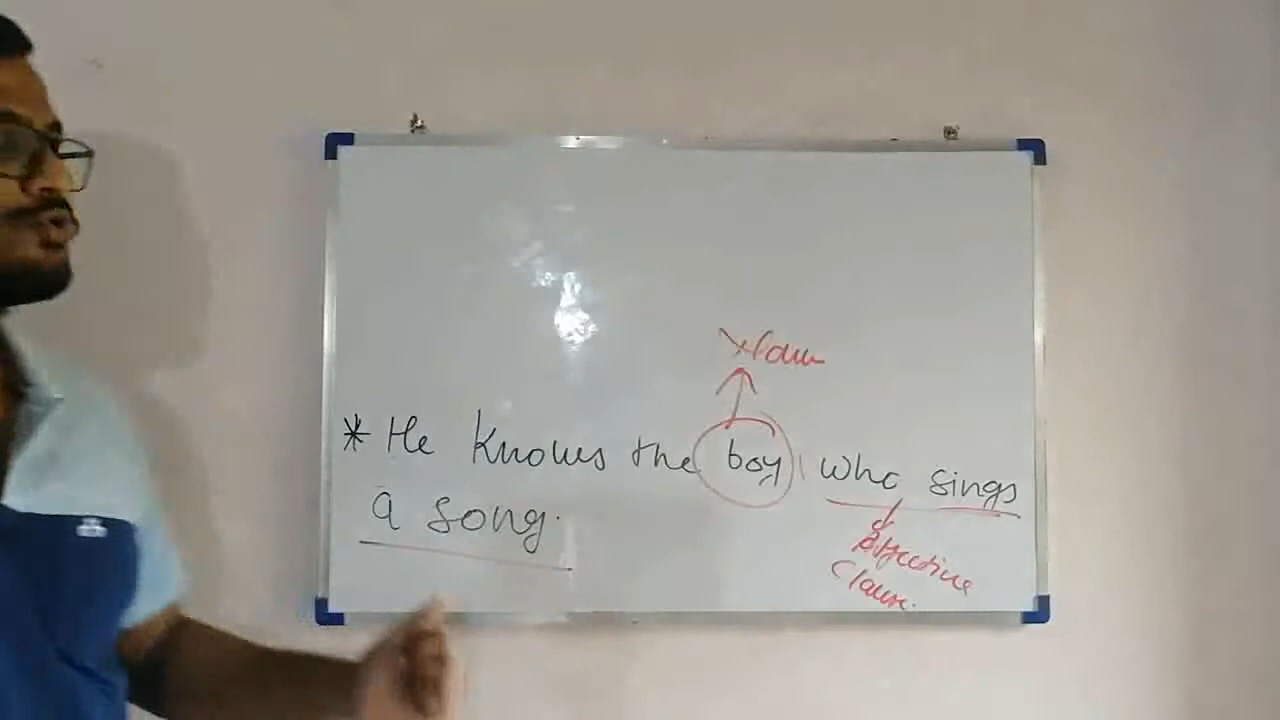 Noun
* He knows the boy who sings
a song.
Adjective
Clause.